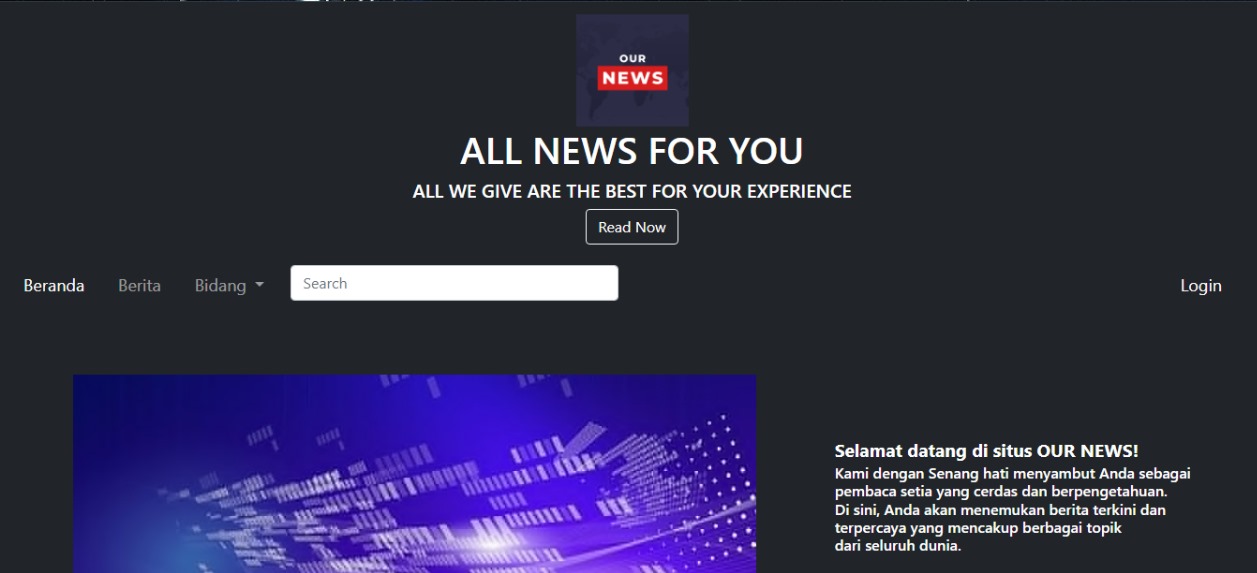 OUR
NEWS
ALL NEWS FOR YOU
ALL WE GIVE ARE THE BEST FOR YOUR EXPERIENCE
Read Now
Beranda Berita Bidang Search Login
Selamat datang di situs OUR NEWS!
Kami dengan Senang hati menyambut Anda sebagai
pembaca setia yang cerdas dan berpengetahuan.
Di sini, Anda akan menemukan berita terkini dan
terpercaya yang mencakup berbagai topik
dari seluruh dunia.